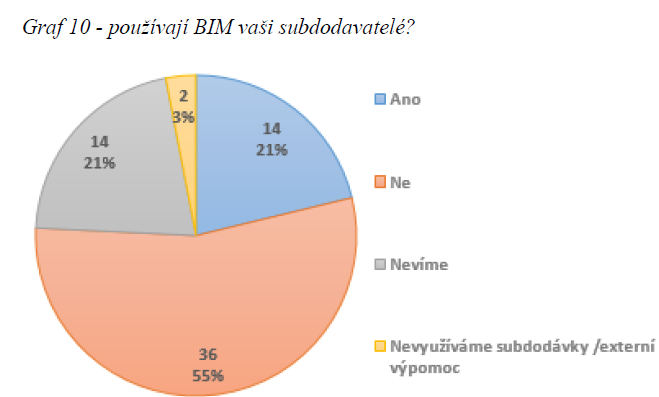 Graf 10 - používají BIM vaši subdodavatelé?
2
3%
14
21%
14
21%
36
55%
Ano
Ne
Nevíme
Nevyužíváme subdodávky /externí
výpomoc